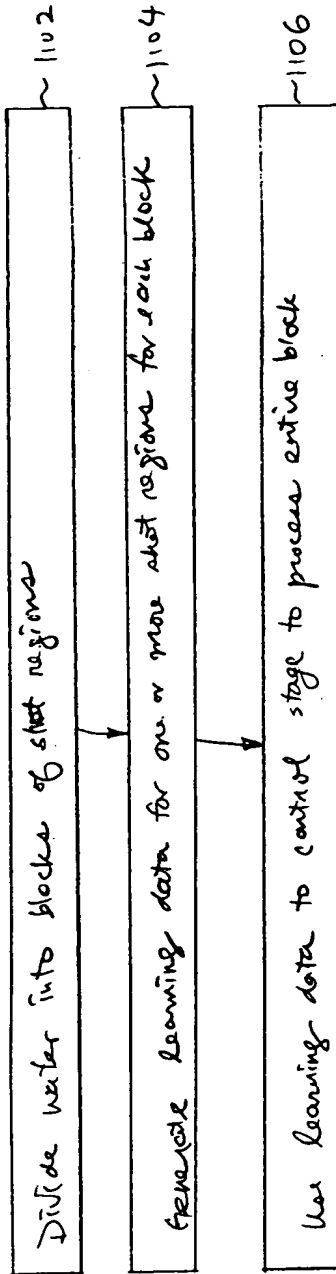 Divide wafer into blocks of shot regions
~1102
Generate learning data for one or more shot regions for each block
~1104
Use learning data to control stage to process entire block
~1106